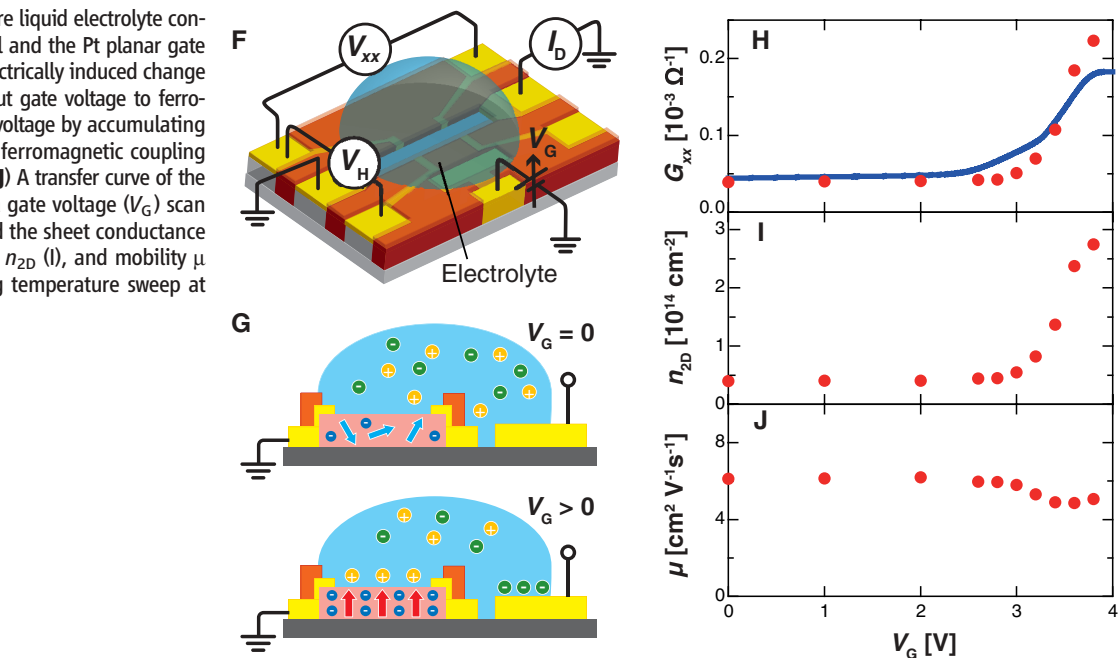 re liquid electrolyte con-
l and the Pt planar gate
ctrically induced change
ut gate voltage to ferro-
voltage by accumulating
ferromagnetic coupling
) A transfer curve of the
gate voltage (VG) scan
d the sheet conductance
n2D (I), and mobility μ
g temperature sweep at
F
Vxx
ID
VH
VG
Electrolyte
G
VG = 0
VG > 0
H
Gxx [10-3 Ω-1]
0.2
0.1
0.0
I
n2D [1014 cm-2]
3
2
1
0
J
μ [cm2 V-1s-1]
8
4
0
0 1 2 3 4
VG [V]